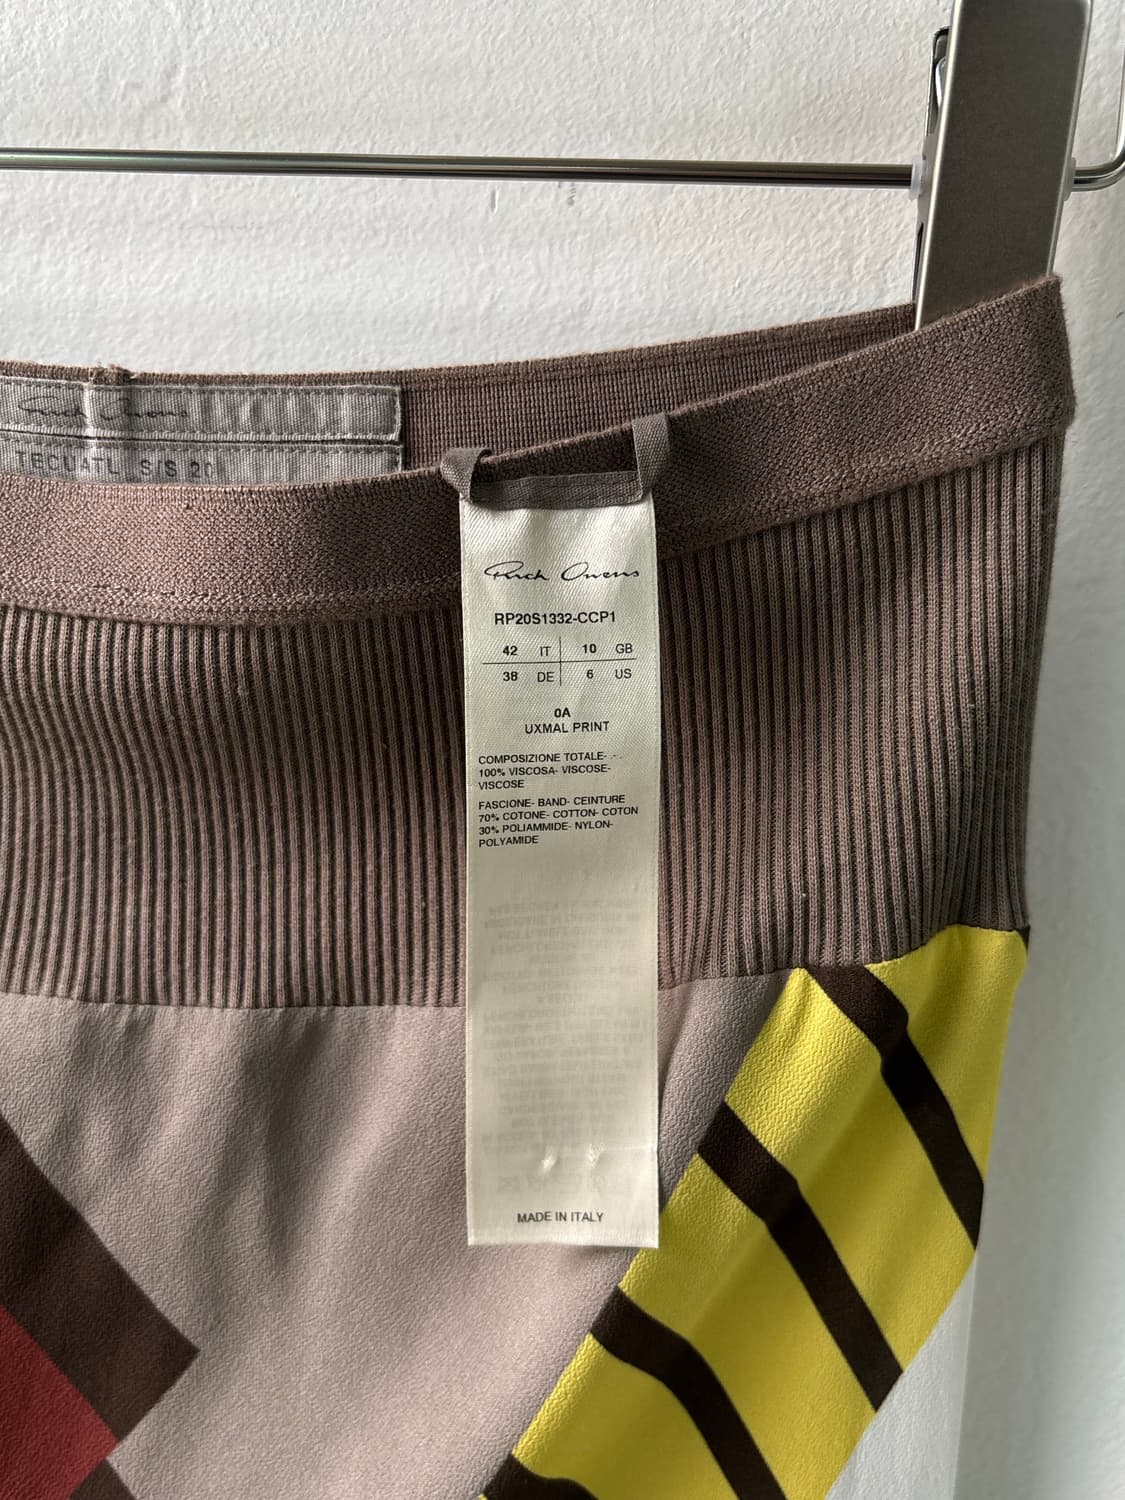 Rick Owens
TECUATL S/S 20
Rick Owens
RP20S1332-CCP1
42 IT 10 GB
38 DE 6 US
0A
UXMAL PRINT
COMPOSIZIONE TOTALE-
100% VISCOSA- VISCOSE-
VISCOSE
FASCIONE- BAND- CEINTURE
70% COTONE- COTTON- COTON
30% POLIAMMIDE- NYLON-
POLYAMIDE
MADE IN ITALY